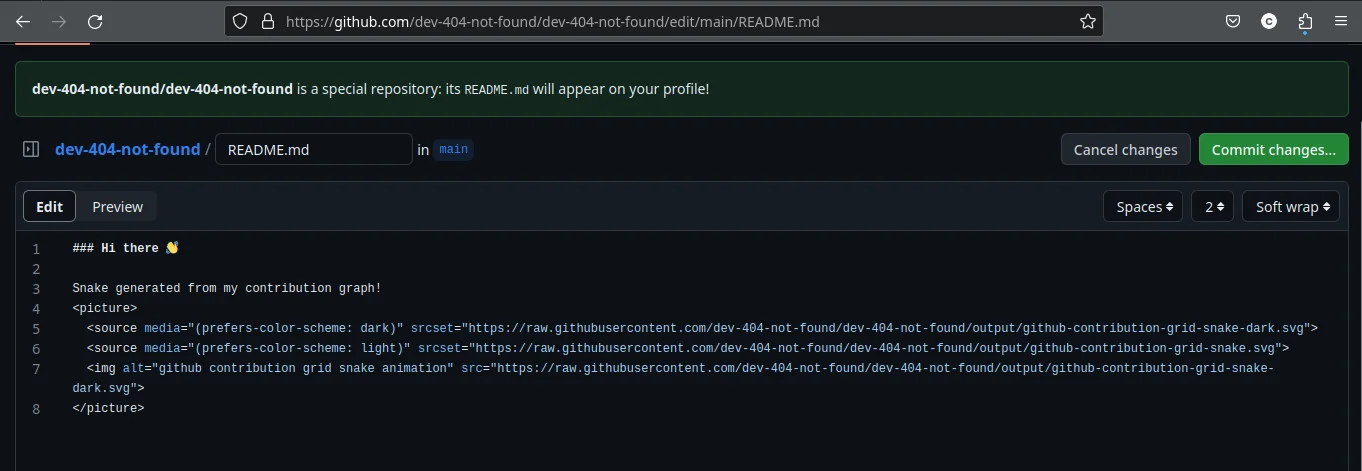 https://github.com/dev-404-not-found/dev-404-not-found/edit/main/README.md
C
dev-404-not-found/dev-404-not-found is a special repository: its README.md will appear on your profile!
dev-404-not-found / README.md in main Cancel changes Commit changes...
Edit Preview Spaces 2 Soft wrap
1 ### Hi there 👋
2
3 Snake generated from my contribution graph!
4 <picture>
5   <source media="(prefers-color-scheme: dark)" srcset="https://raw.githubusercontent.com/dev-404-not-found/dev-404-not-found/output/github-contribution-grid-snake-dark.svg">
6   <source media="(prefers-color-scheme: light)" srcset="https://raw.githubusercontent.com/dev-404-not-found/dev-404-not-found/output/github-contribution-grid-snake.svg">
7   <img alt="github contribution grid snake animation" src="https://raw.githubusercontent.com/dev-404-not-found/dev-404-not-found/output/github-contribution-grid-snake-
dark.svg">
8 </picture>